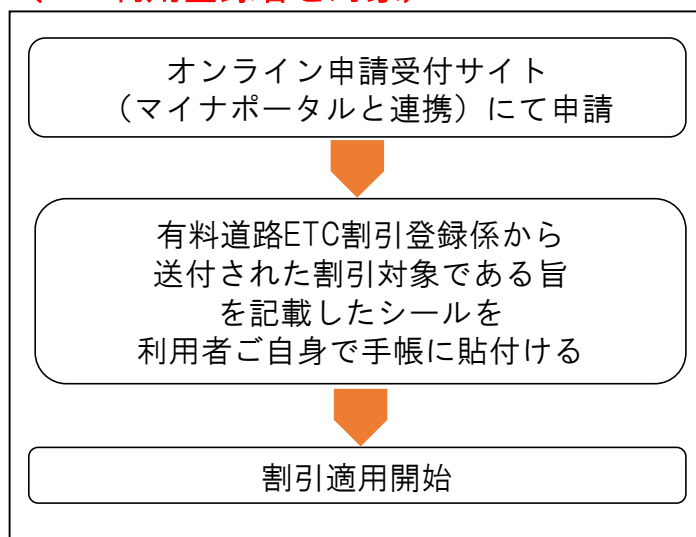 オンライン申請受付サイト
(マイナポータルと連携)にて申請
有料道路ETC割引登録係から
送付された割引対象である旨
を記載したシールを
利用者ご自身で手帳に貼付ける
割引適用開始